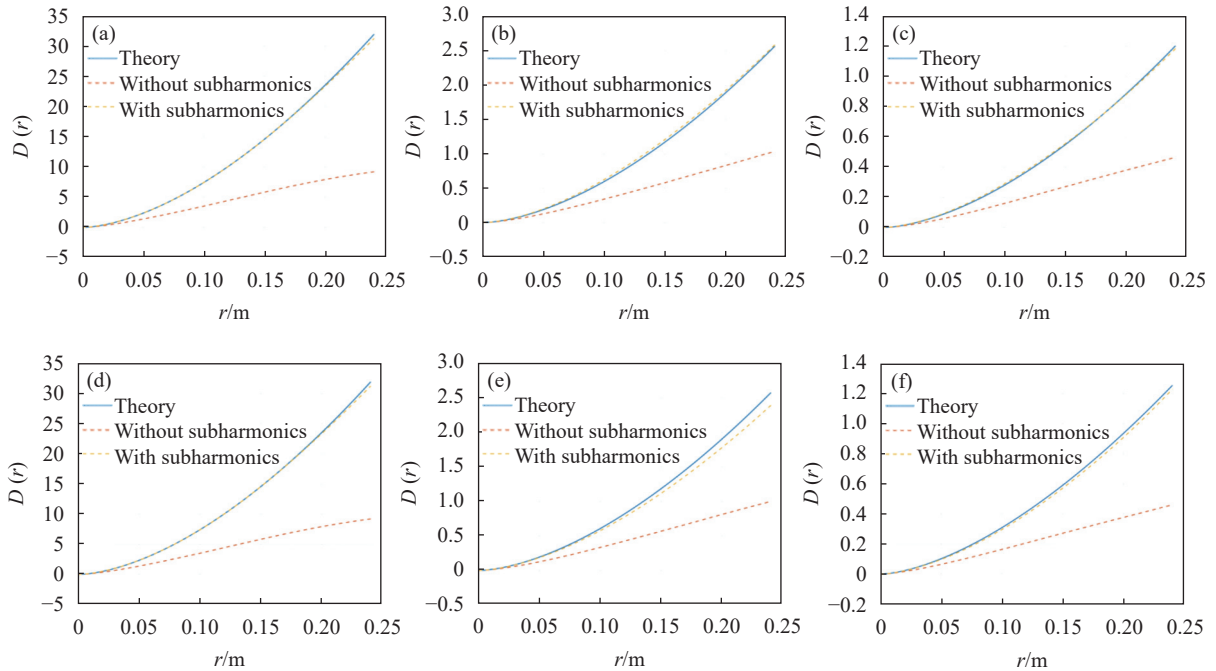 (a)
Theory
Without subharmonics
With subharmonics
35
30
25
20
15
10
5
0
−5
0
0.05
0.10
0.15
0.20
0.25
D (r)
r/m
(b)
Theory
Without subharmonics
With subharmonics
3.0
2.5
2.0
1.5
1.0
0.5
0
−0.5
0
0.05
0.10
0.15
0.20
0.25
D (r)
r/m
(c)
Theory
Without subharmonics
With subharmonics
1.4
1.2
1.0
0.8
0.6
0.4
0.2
0
−0.2
0
0.05
0.10
0.15
0.20
0.25
D (r)
r/m
(d)
Theory
Without subharmonics
With subharmonics
35
30
25
20
15
10
5
0
−5
0
0.05
0.10
0.15
0.20
0.25
D (r)
r/m
(e)
Theory
Without subharmonics
With subharmonics
3.0
2.5
2.0
1.5
1.0
0.5
0
−0.5
0
0.05
0.10
0.15
0.20
0.25
D (r)
r/m
(f)
Theory
Without subharmonics
With subharmonics
1.4
1.2
1.0
0.8
0.6
0.4
0.2
0
−0.2
0
0.05
0.10
0.15
0.20
0.25
D (r)
r/m